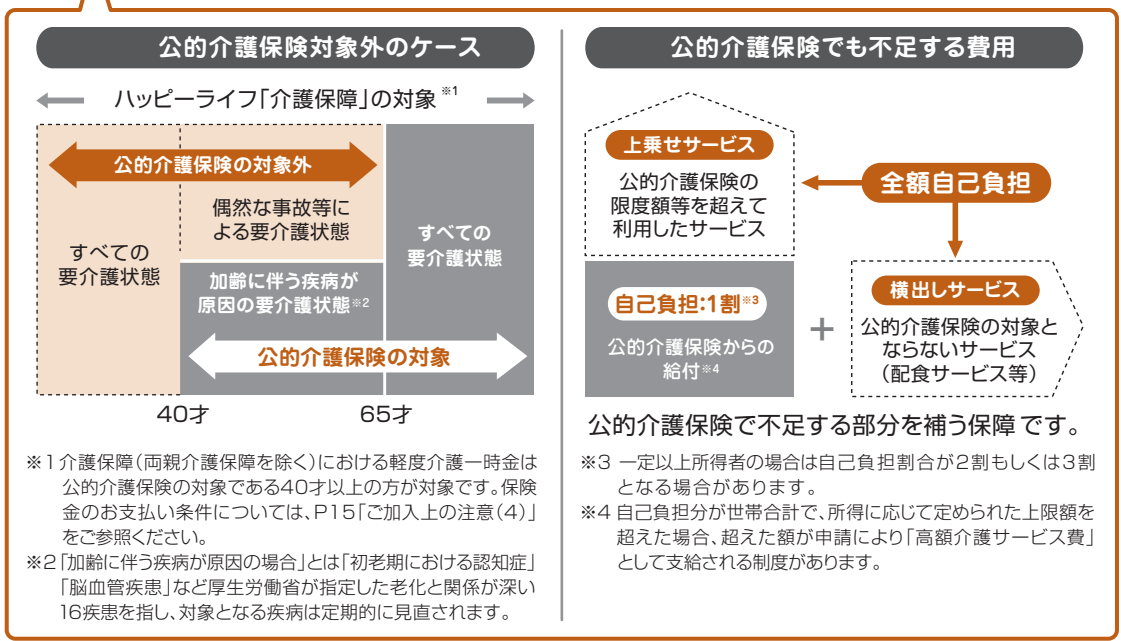 公的介護保険対象外のケース
ハッピーライフ「介護保障」の対象※1
公的介護保険の対象外
偶然な事故等に
よる要介護状態
すべての
要介護状態
すべての
要介護状態
加齢に伴う疾病が
原因の要介護状態※2
公的介護保険の対象
40才
65才
※1介護保障（両親介護保障を除く）における軽度介護一時金は
公的介護保険の対象である40才以上の方が対象です。保険
金のお支払い条件については、P15「ご加入上の注意（4）」
をご参照ください。
※2「加齢に伴う疾病が原因の場合」とは「初老期における認知症」
「脳血管疾患」など厚生労働省が指定した老化と関係が深い
16疾患を指し、対象となる疾病は定期的に見直されます。
公的介護保険でも不足する費用
上乗せサービス
公的介護保険の
限度額等を超えて
利用したサービス
全額自己負担
自己負担：1割※3
公的介護保険からの
給付※4
＋
横出しサービス
公的介護保険の対象と
ならないサービス
（配食サービス等）
公的介護保険で不足する部分を補う保障です。
※3 一定以上所得者の場合は自己負担割合が2割もしくは3割
となる場合があります。
※4 自己負担分が世帯合計で、所得に応じて定められた上限額を
超えた場合、超えた額が申請により「高額介護サービス費」
として支給される制度があります。